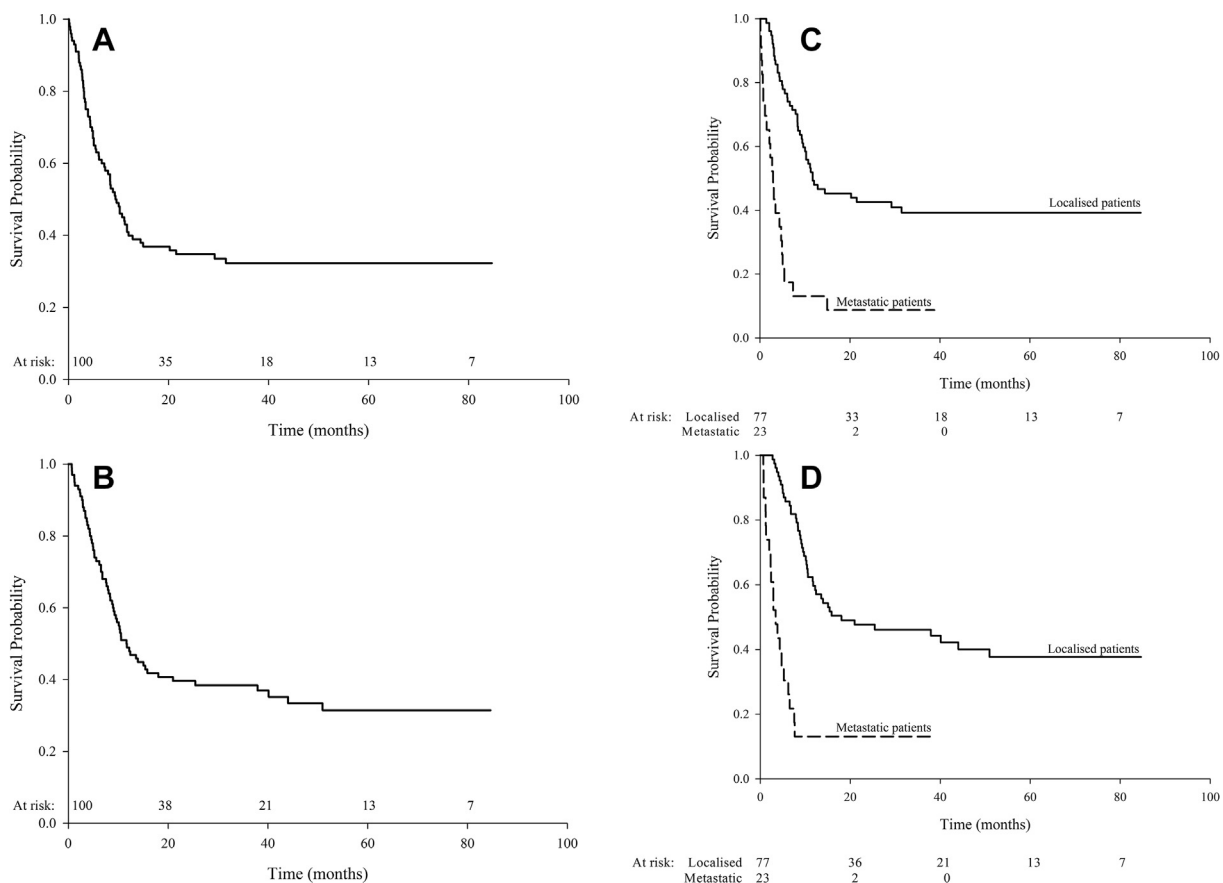 A
Survival Probability
1.0
0.8
0.6
0.4
0.2
0.0
At risk: 100 35 18 13 7
0 20 40 60 80 100
Time (months)
B
Survival Probability
1.0
0.8
0.6
0.4
0.2
0.0
At risk: 100 38 21 13 7
0 20 40 60 80 100
Time (months)
C
Survival Probability
1.0
0.8
0.6
0.4
0.2
0.0
Localised patients
Metastatic patients
0 20 40 60 80 100
Time (months)
At risk: Localised 77 33 18 13 7
Metastatic 23 2 0
D
Survival Probability
1.0
0.8
0.6
0.4
0.2
0.0
Localised patients
Metastatic patients
0 20 40 60 80 100
Time (months)
At risk: Localised 77 36 21 13 7
Metastatic 23 2 0